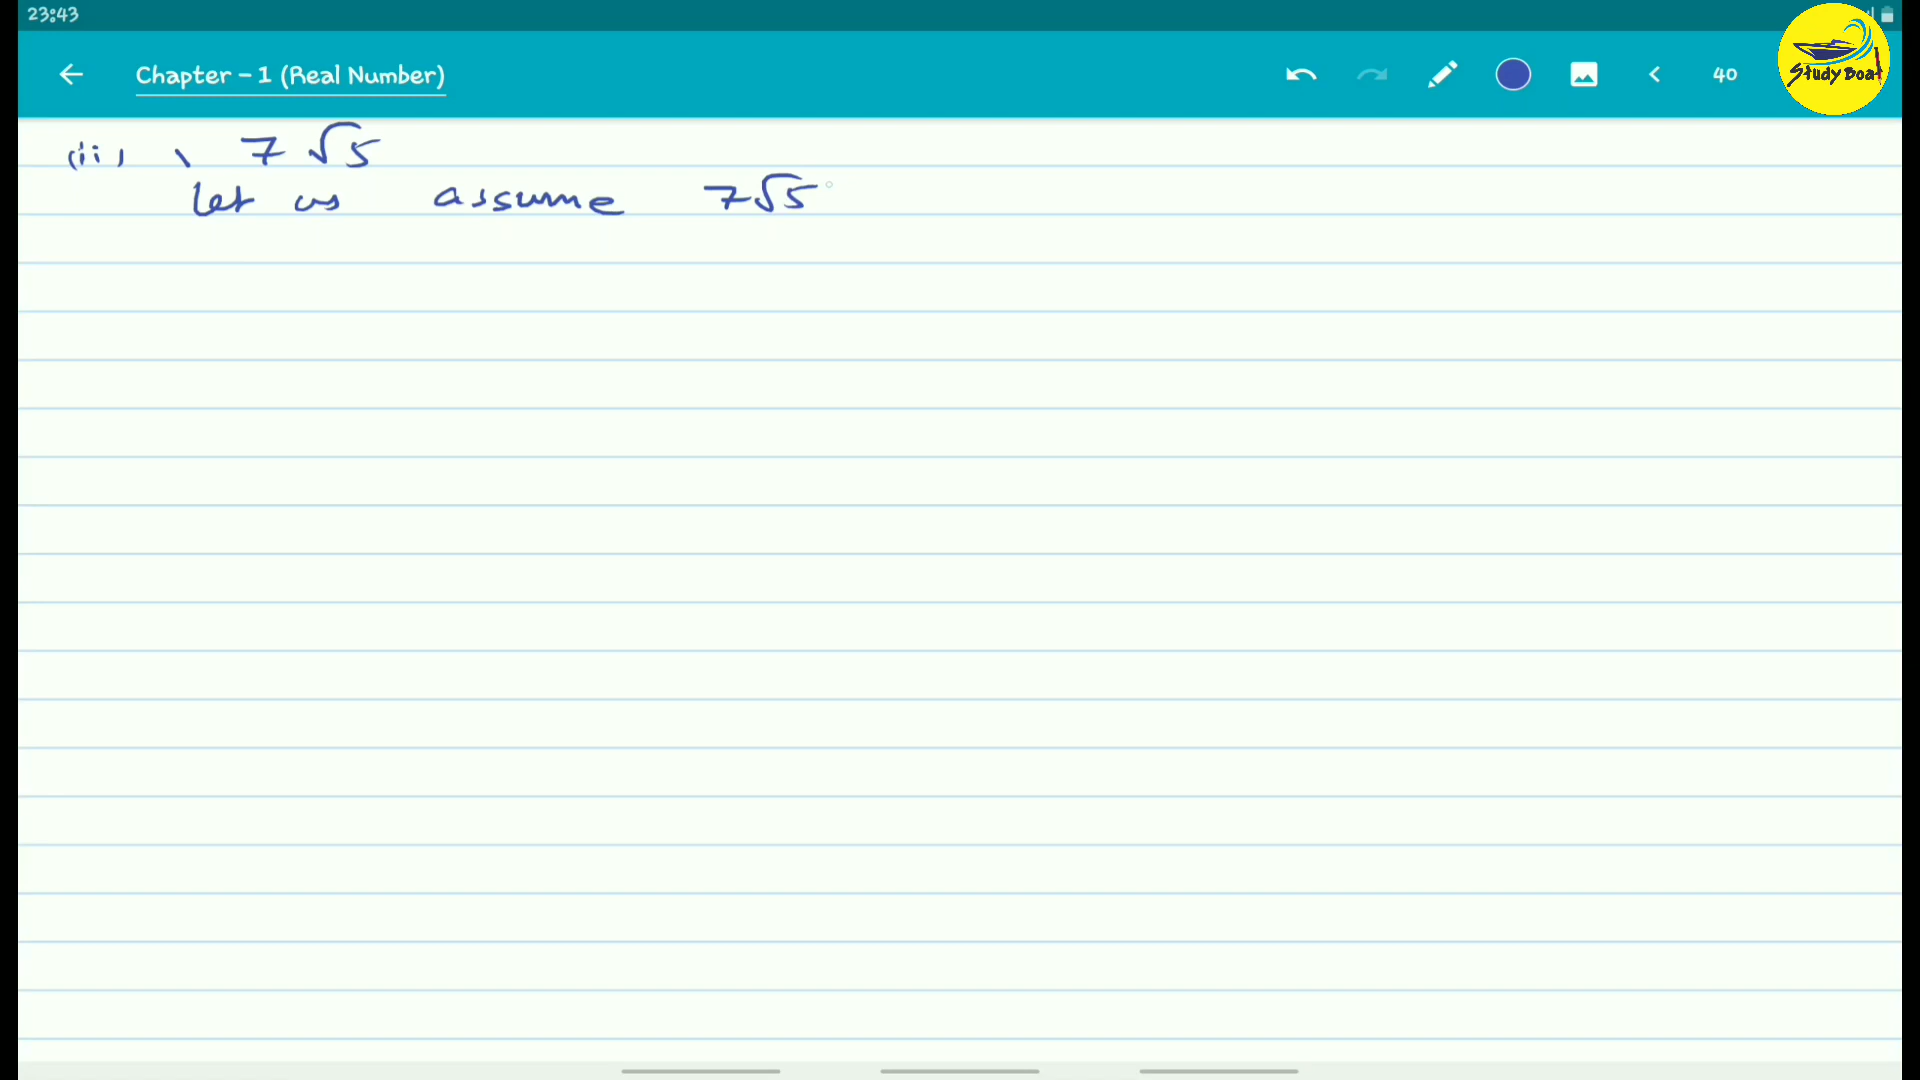 23:43
Chapter - 1 (Real Number)
40
Study Boat
(ii) 7 √5
let us assume 7√5